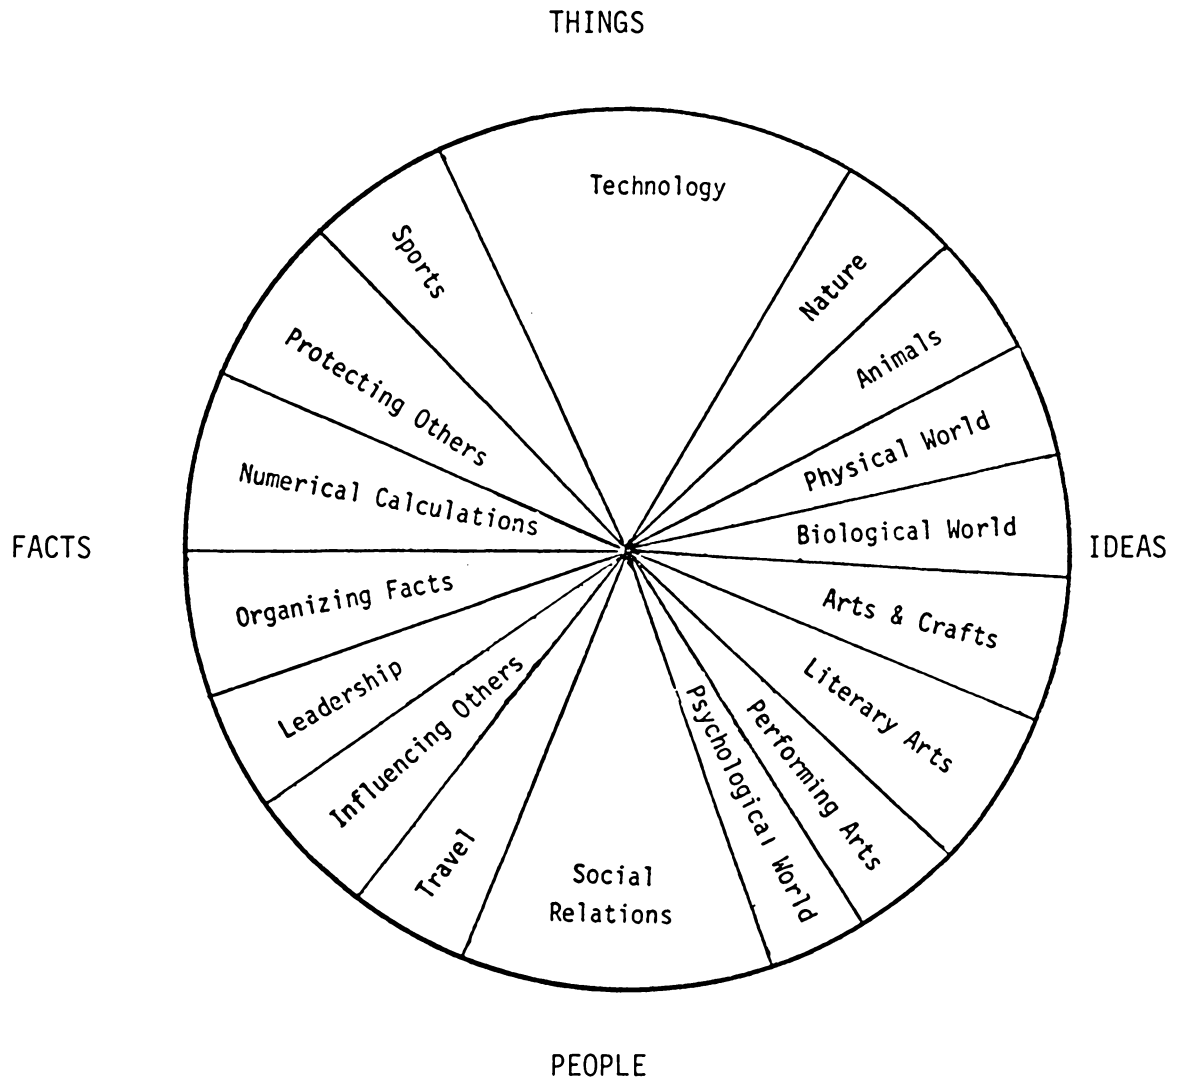 THINGS
Technology
Nature
Animals
Physical World
Biological World
Arts & Crafts
Literary Arts
Performing Arts
Psychological World
Social
Relations
Travel
Influencing Others
Leadership
Organizing Facts
Numerical Calculations
Protecting Others
Sports
FACTS
IDEAS
PEOPLE